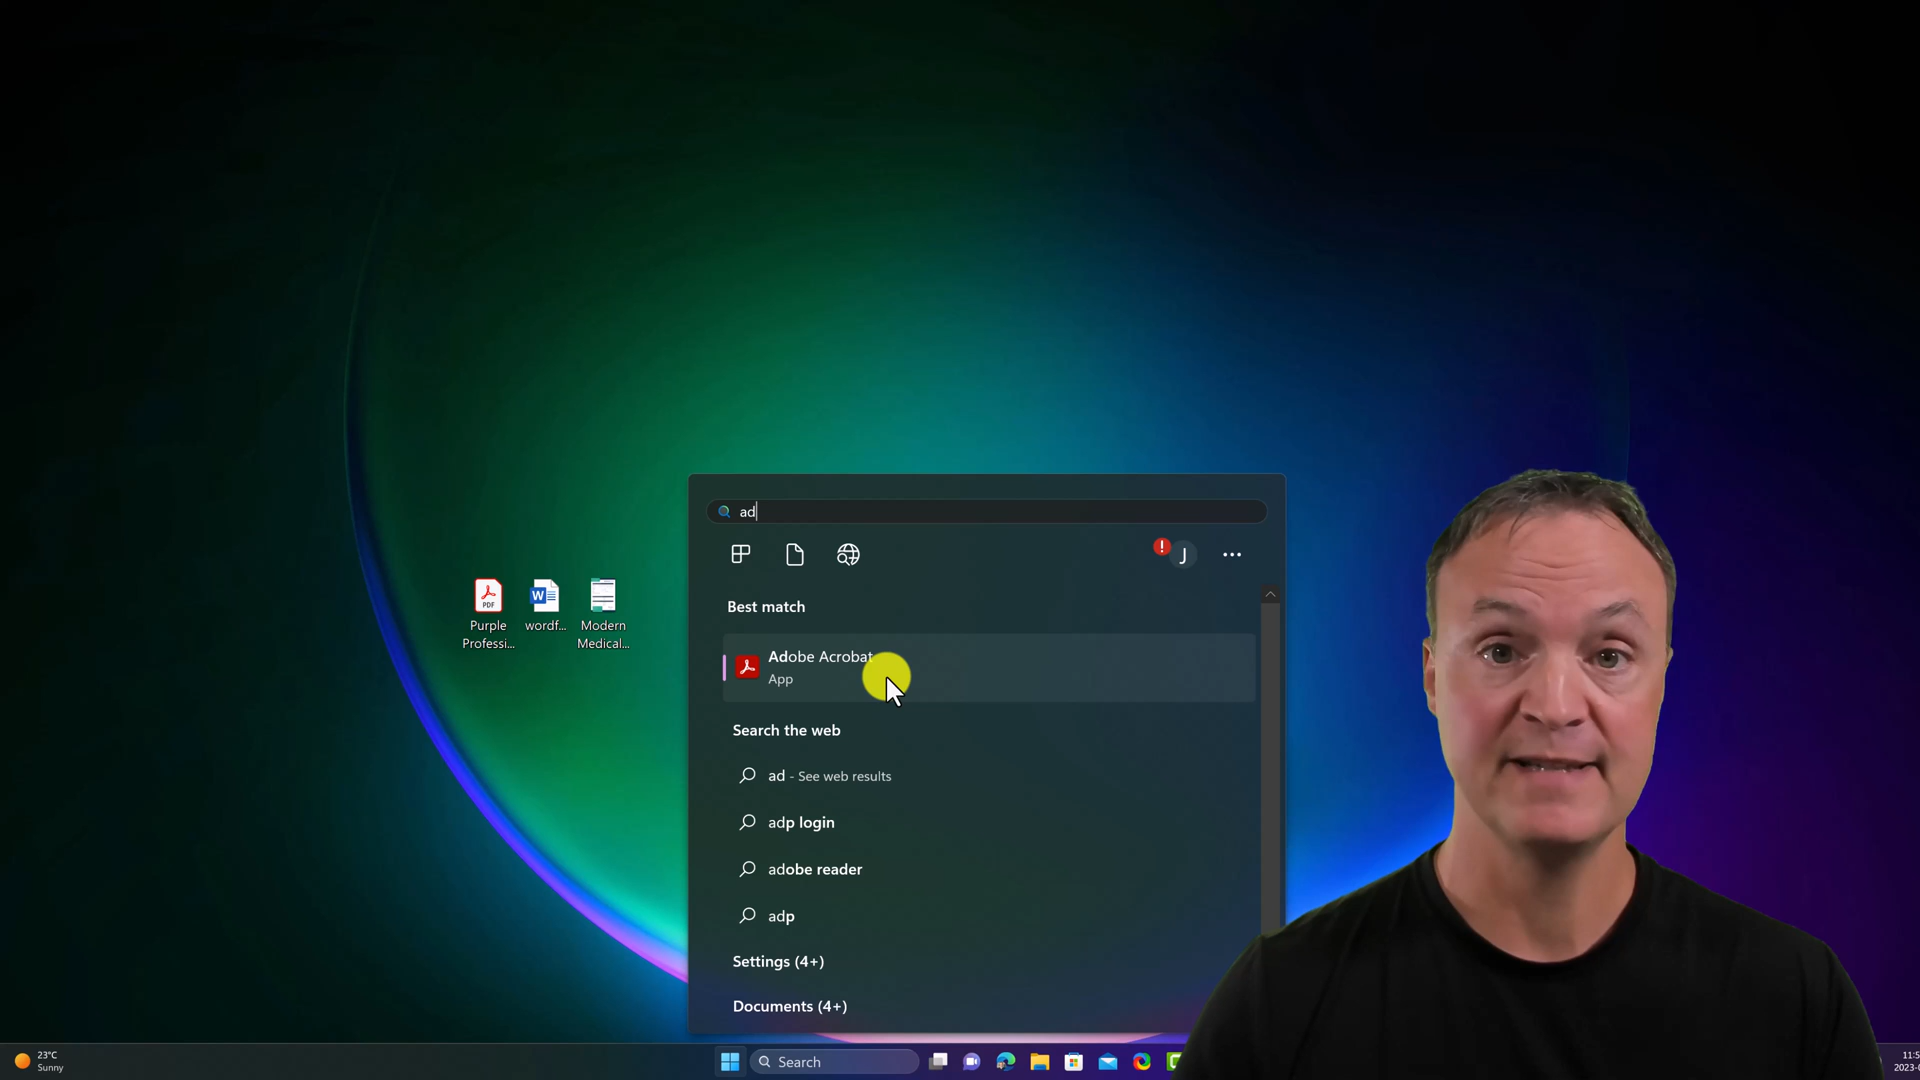 ad
!
J
Best match
Adobe Acrobat
App
Search the web
ad - See web results
adp login
adobe reader
adp
Settings (4+)
Documents (4+)
PDF
Purple
Professi...
W
wordf...
Modern
Medical...
23°C
Sunny
Search